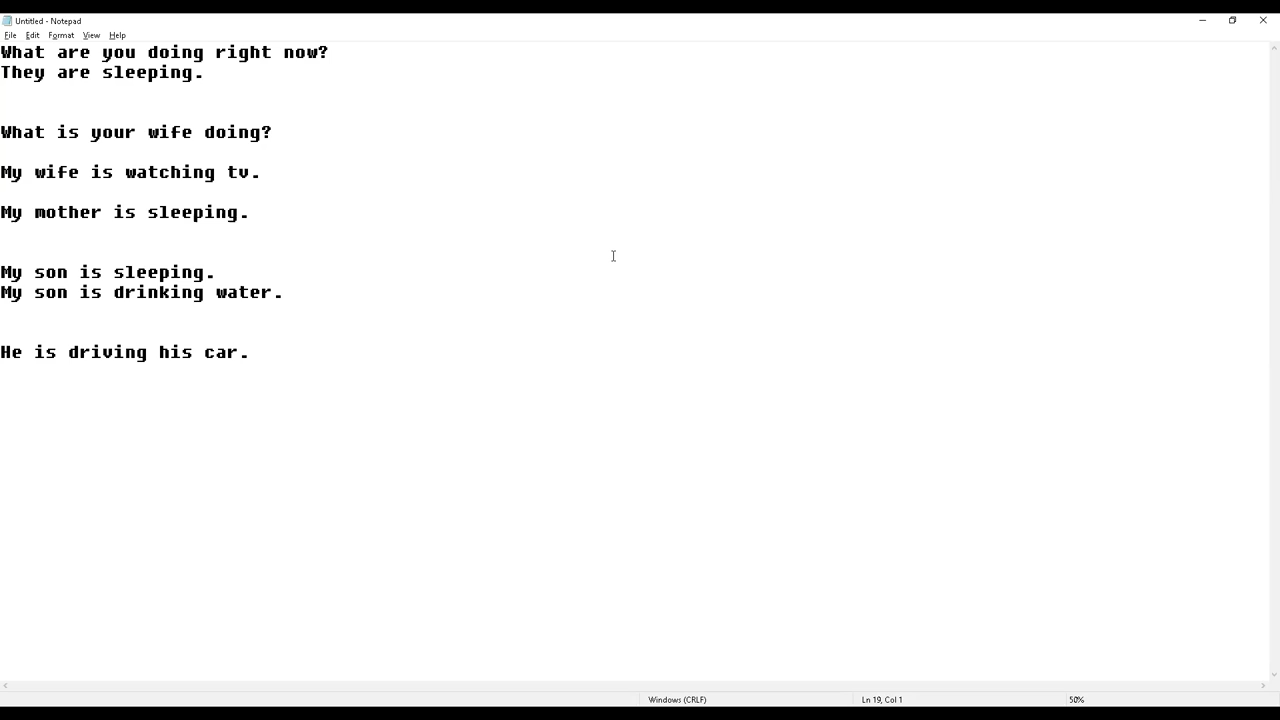 Untitled - Notepad
File Edit Format View Help
What are you doing right now?
They are sleeping.
What is your wife doing?
My wife is watching tv.
My mother is sleeping.
My son is sleeping.
My son is drinking water.
He is driving his car.
Windows (CRLF) Ln 19, Col 1 50%